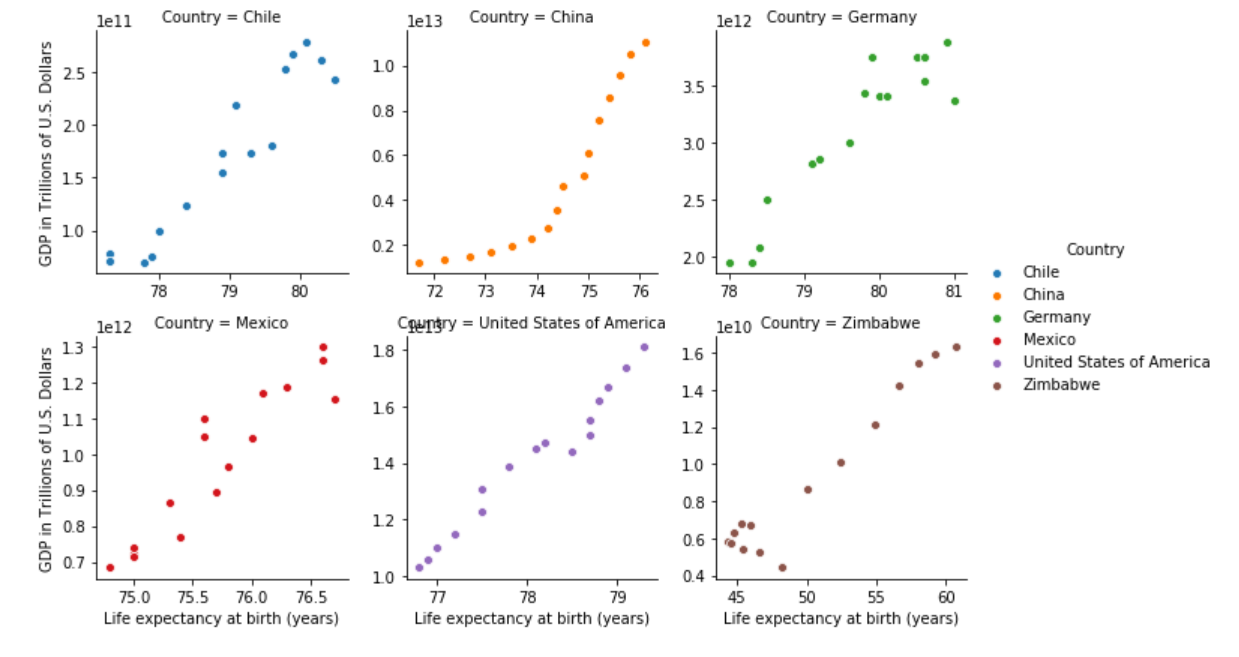 1e11 Country = Chile
GDP in Trillions of U.S. Dollars
2.5
2.0
1.5
1.0
78 79 80
1e13 Country = China
1.0
0.8
0.6
0.4
0.2
72 73 74 75 76
1e12 Country = Germany
3.5
3.0
2.5
2.0
78 79 80 81
Country
Chile
China
Germany
Mexico
United States of America
Zimbabwe
1e12 Country = Mexico
GDP in Trillions of U.S. Dollars
1.3
1.2
1.1
1.0
0.9
0.8
0.7
75.0 75.5 76.0 76.5
Life expectancy at birth (years)
1e13 Country = United States of America
1.8
1.6
1.4
1.2
1.0
77 78 79
Life expectancy at birth (years)
1e10 Country = Zimbabwe
1.6
1.4
1.2
1.0
0.8
0.6
0.4
45 50 55 60
Life expectancy at birth (years)